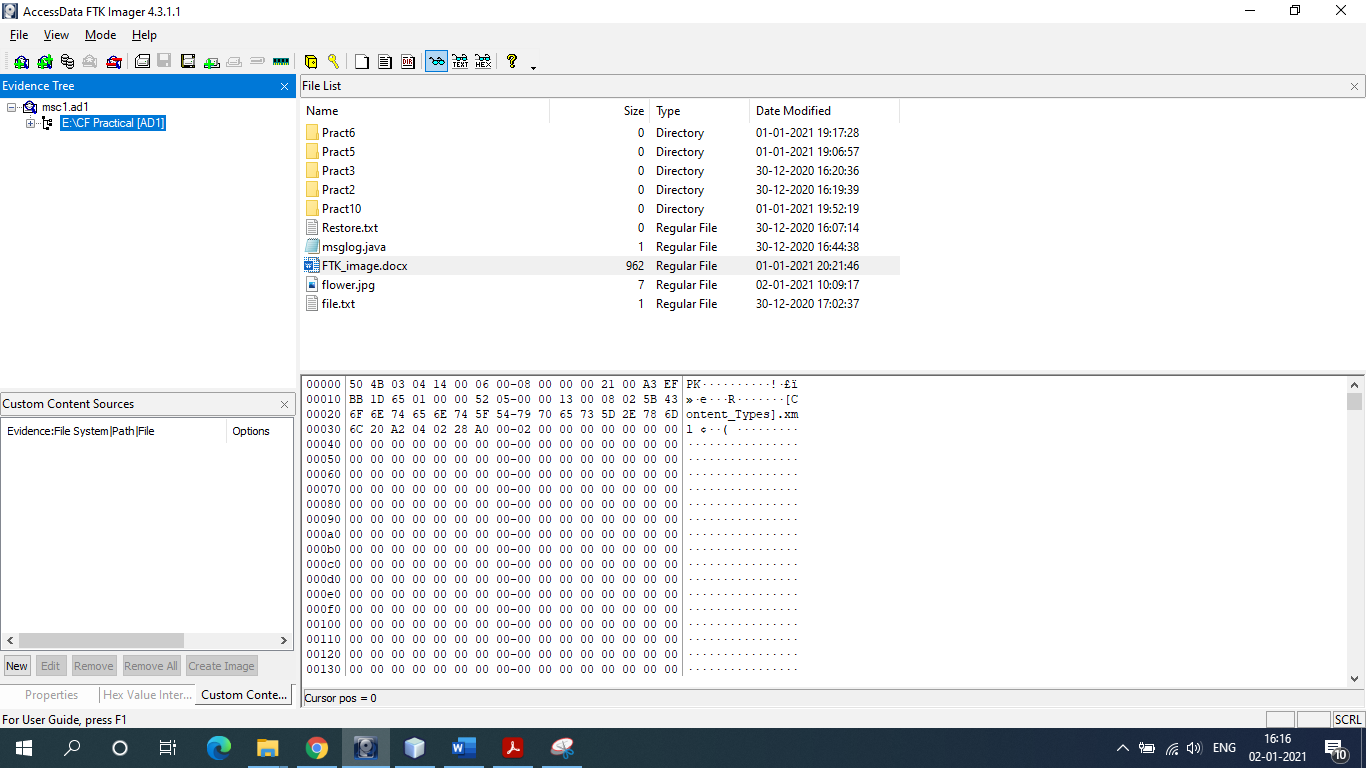 AccessData FTK Imager 4.3.1.1
File View Mode Help
Evidence Tree
msc1.ad1
E:\CF Practical [AD1]
File List
Name Size Type Date Modified
Pract6 0 Directory 01-01-2021 19:17:28
Pract5 0 Directory 01-01-2021 19:06:57
Pract3 0 Directory 30-12-2020 16:20:36
Pract2 0 Directory 30-12-2020 16:19:39
Pract10 0 Directory 01-01-2021 19:52:19
Restore.txt 0 Regular File 30-12-2020 16:07:14
msglog.java 1 Regular File 30-12-2020 16:44:38
FTK_image.docx 962 Regular File 01-01-2021 20:21:46
flower.jpg 7 Regular File 02-01-2021 10:09:17
file.txt 1 Regular File 30-12-2020 17:02:37
00000 50 4B 03 04 14 00 06 00-08 00 00 00 21 00 A3 EF PK··········!·£ï
00010 BB 1D 65 01 00 00 52 05-00 00 13 00 08 02 5B 43 »·e···R·······[C
00020 6F 6E 74 65 6E 74 5F 54-79 70 65 73 5D 2E 78 6D ontent_Types].xm
00030 6C 20 A2 04 02 28 A0 00-02 00 00 00 00 00 00 00 l ¢··( ·········
00040 00 00 00 00 00 00 00 00-00 00 00 00 00 00 00 00 ················
00050 00 00 00 00 00 00 00 00-00 00 00 00 00 00 00 00 ················
00060 00 00 00 00 00 00 00 00-00 00 00 00 00 00 00 00 ················
00070 00 00 00 00 00 00 00 00-00 00 00 00 00 00 00 00 ················
00080 00 00 00 00 00 00 00 00-00 00 00 00 00 00 00 00 ················
00090 00 00 00 00 00 00 00 00-00 00 00 00 00 00 00 00 ················
000a0 00 00 00 00 00 00 00 00-00 00 00 00 00 00 00 00 ················
000b0 00 00 00 00 00 00 00 00-00 00 00 00 00 00 00 00 ················
000c0 00 00 00 00 00 00 00 00-00 00 00 00 00 00 00 00 ················
000d0 00 00 00 00 00 00 00 00-00 00 00 00 00 00 00 00 ················
000e0 00 00 00 00 00 00 00 00-00 00 00 00 00 00 00 00 ················
000f0 00 00 00 00 00 00 00 00-00 00 00 00 00 00 00 00 ················
00100 00 00 00 00 00 00 00 00-00 00 00 00 00 00 00 00 ················
00110 00 00 00 00 00 00 00 00-00 00 00 00 00 00 00 00 ················
00120 00 00 00 00 00 00 00 00-00 00 00 00 00 00 00 00 ················
00130 00 00 00 00 00 00 00 00-00 00 00 00 00 00 00 00 ················
Cursor pos = 0
Custom Content Sources
Evidence:File System|Path|File Options
New Edit Remove Remove All Create Image
Properties Hex Value Inter... Custom Conte...
For User Guide, press F1
SCRL
ENG
16:16
02-01-2021
10